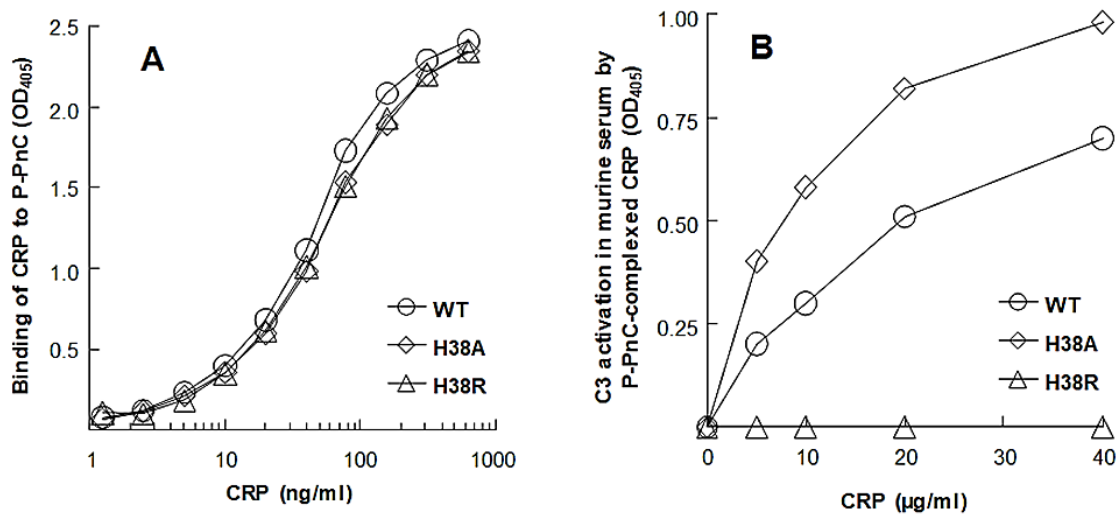 A
Binding of CRP to P-PnC (OD405)
2.5
2.0
1.5
1.0
0.5
WT
H38A
H38R
1 10 100 1000
CRP (ng/ml)
B
C3 activation in murine serum by
P-PnC-complexed CRP (OD405)
1.00
0.75
0.50
0.25
WT
H38A
H38R
0 10 20 30 40
CRP (µg/ml)